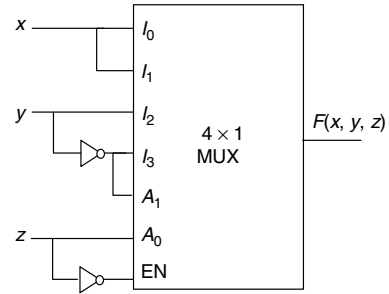 x
I₀
I₁
y
I₂
4 × 1
MUX
F(x, y, z)
I₃
A₁
z
A₀
EN